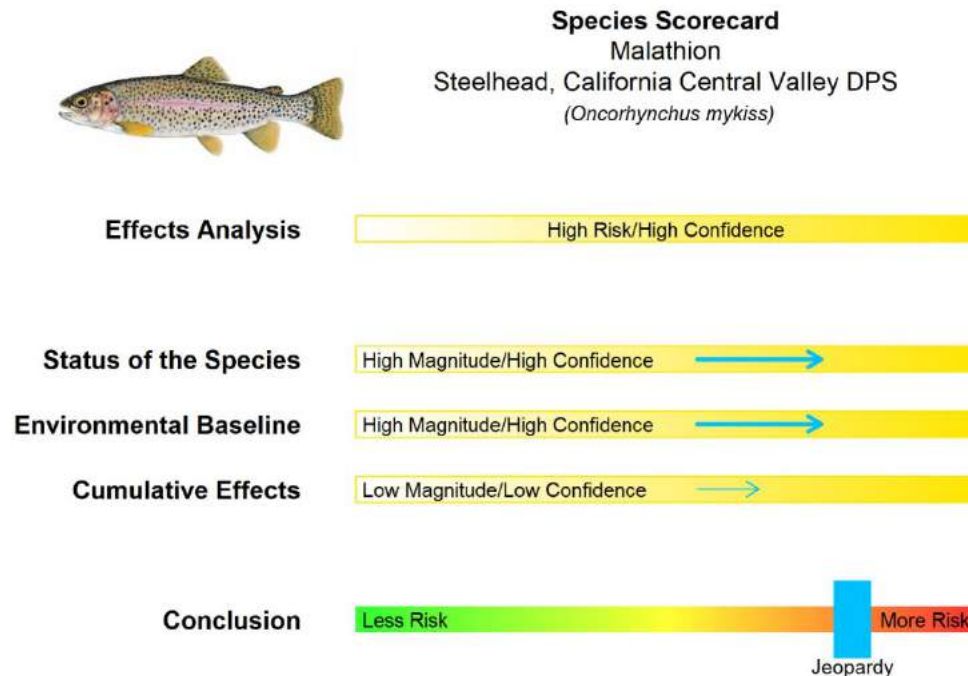 Species Scorecard
Malathion
Steelhead, California Central Valley DPS
(Oncorhynchus mykiss)
Effects Analysis
High Risk/High Confidence
Status of the Species
High Magnitude/High Confidence
Environmental Baseline
High Magnitude/High Confidence
Cumulative Effects
Low Magnitude/Low Confidence
Conclusion
Less Risk
More Risk
Jeopardy